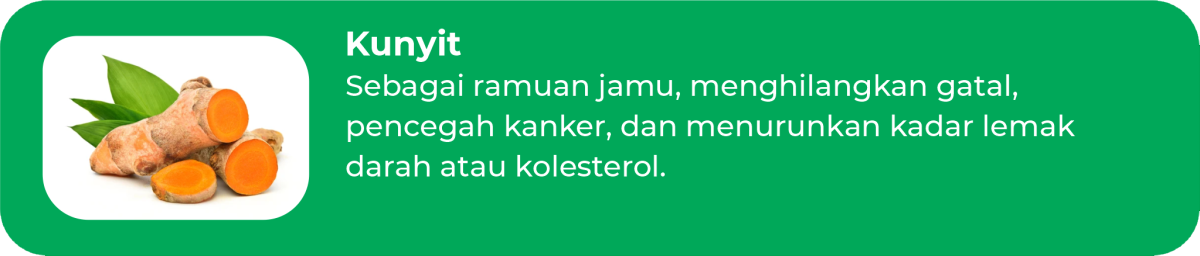 Kunyit
Sebagai ramuan jamu, menghilangkan gatal,
pencegah kanker, dan menurunkan kadar lemak
darah atau kolesterol.